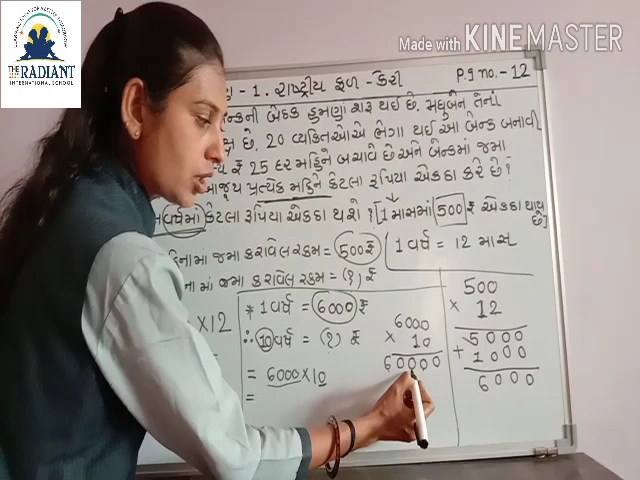 THE RADIANT
INTERNATIONAL SCHOOL
Made with KINEMASTER
- 1. રાષ્ટ્રીય ફળ - કેરી P.g no. - 12
બેઠક હમણાં શરૂ થઈ છે. મધુબેન તેનાં
છે. 20 વ્યક્તિઓએ ભેગા થઈ આ બેન્ક બનાવી
₹ 25 દર મહિને બચાવે છે અને બેન્કમાં જમા
જૂથ પ્રત્યેક મહિને કેટલા રૂપિયા એકઠા કરે છે?
વર્ષમાં કેટલા રૂપિયા એકઠા થશે? [1 માસમાં 500 ₹ એકઠા થાય છે]
માં જમા કરાવેલ રકમ = 500 ₹ 1 વર્ષ = 12 માસ
માં જમા કરાવેલ રકમ = (?) ₹
× 12
* 1 વર્ષ = 6000 ₹
∴ 10 વર્ષ = (?) ₹
= 6000 × 10
=
6000
× 10
60000
500
× 12
5000
+ 1000
6000